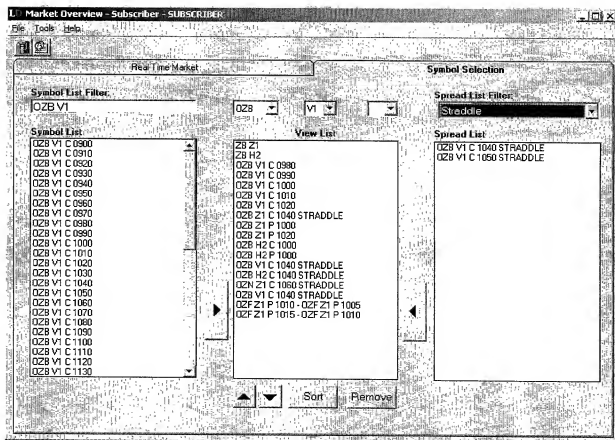 Market Overview - Subscriber - SUBSCRIBER
File Tools Help
Real Time Market
Symbol Selection
Symbol List Filter:
OZB V1
OZB
V1
Spread List Filter:
Straddle
Symbol List
OZB V1 C 0900
OZB V1 C 0910
OZB V1 C 0920
OZB V1 C 0930
OZB V1 C 0940
OZB V1 C 0950
OZB V1 C 0960
OZB V1 C 0970
OZB V1 C 0980
OZB V1 C 0990
OZB V1 C 1000
OZB V1 C 1010
OZB V1 C 1020
OZB V1 C 1030
OZB V1 C 1040
OZB V1 C 1050
OZB V1 C 1060
OZB V1 C 1070
OZB V1 C 1080
OZB V1 C 1090
OZB V1 C 1100
OZB V1 C 1110
OZB V1 C 1120
OZB V1 C 1130
View List
ZB Z1
ZB H2
OZB V1 C 0980
OZB V1 C 0990
OZB V1 C 1000
OZB V1 C 1010
OZB V1 C 1020
OZB Z1 C 1040 STRADDLE
OZB Z1 P 1000
OZB Z1 P 1020
OZB H2 C 1000
OZB H2 P 1000
OZB V1 C 1040 STRADDLE
OZB H2 C 1040 STRADDLE
OZN Z1 C 1060 STRADDLE
OZB V1 C 1040 STRADDLE
OZF Z1 P 1010 - OZF Z1 P 1005
OZF Z1 P 1015 - OZF Z1 P 1010
Sort
Remove
Spread List
OZB V1 C 1040 STRADDLE
OZB V1 C 1050 STRADDLE